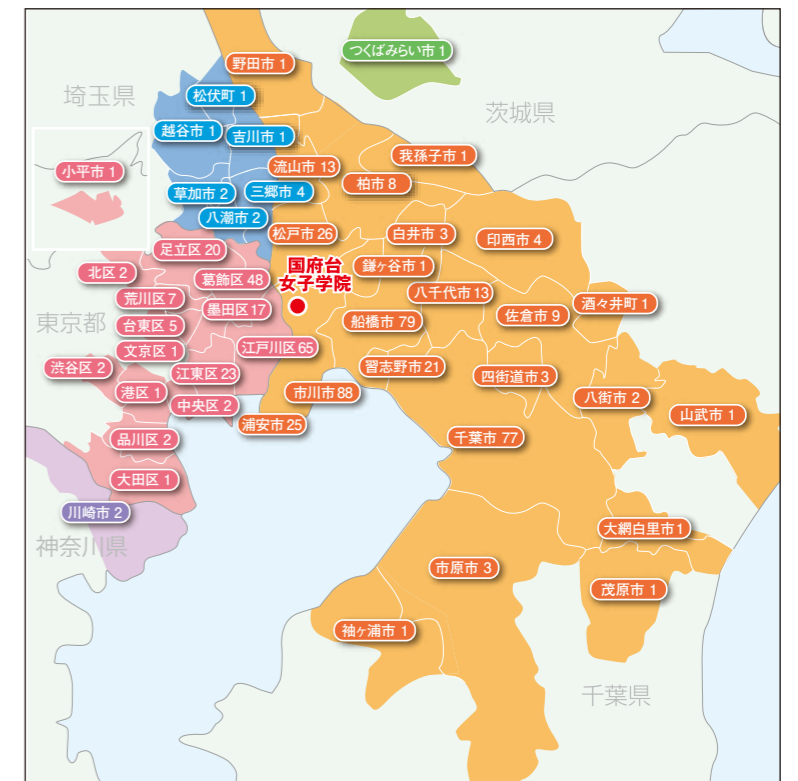 つくばみらい市 1
野田市 1
埼玉県
松伏町 1
茨城県
越谷市 1
吉川市 1
我孫子市 1
流山市 13
小平市 1
柏市 8
草加市 2
三郷市 4
八潮市 2
松戸市 26
白井市 3
印西市 4
足立区 20
国府台
女子学院
鎌ヶ谷市 1
北区 2
葛飾区 48
八千代市 13
荒川区 7
墨田区 17
酒々井町 1
佐倉市 9
東京都
台東区 5
船橋市 79
文京区 1
江戸川区 65
渋谷区 2
江東区 23
習志野市 21
四街道市 3
港区 1
市川市 88
八街市 2
中央区 2
山武市 1
浦安市 25
品川区 2
千葉市 77
大田区 1
川崎市 2
大網白里市 1
神奈川県
市原市 3
茂原市 1
袖ヶ浦市 1
千葉県